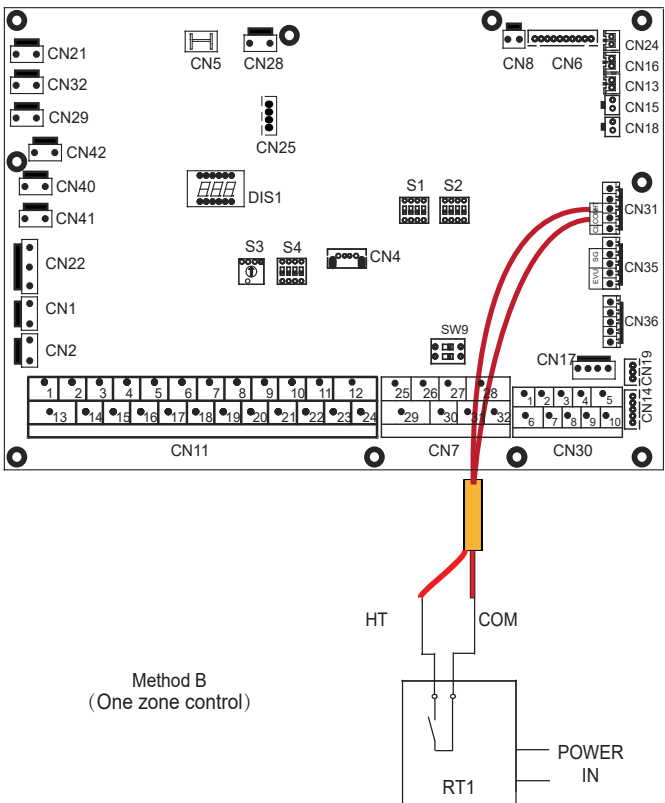 CN21
CN5
CN28
CN8
CN6
CN24
CN16
CN32
CN13
CN15
CN29
CN18
CN25
CN42
CN40
DIS1
S1
S2
CN31
CL COM HT
CN41
S3
S4
CN4
SG
EVU
CN35
CN22
CN1
CN36
SW9
CN2
CN17
CN19
1 2 3 4 5 6 7 8 9 10 11 12
25 26 27 28
1 2 3 4 5
13 14 15 16 17 18 19 20 21 22 23 24
29 30 31 32
6 7 8 9 10
CN14
CN11
CN7
CN30
HT
COM
Method B
（One zone control）
POWER
IN
RT1